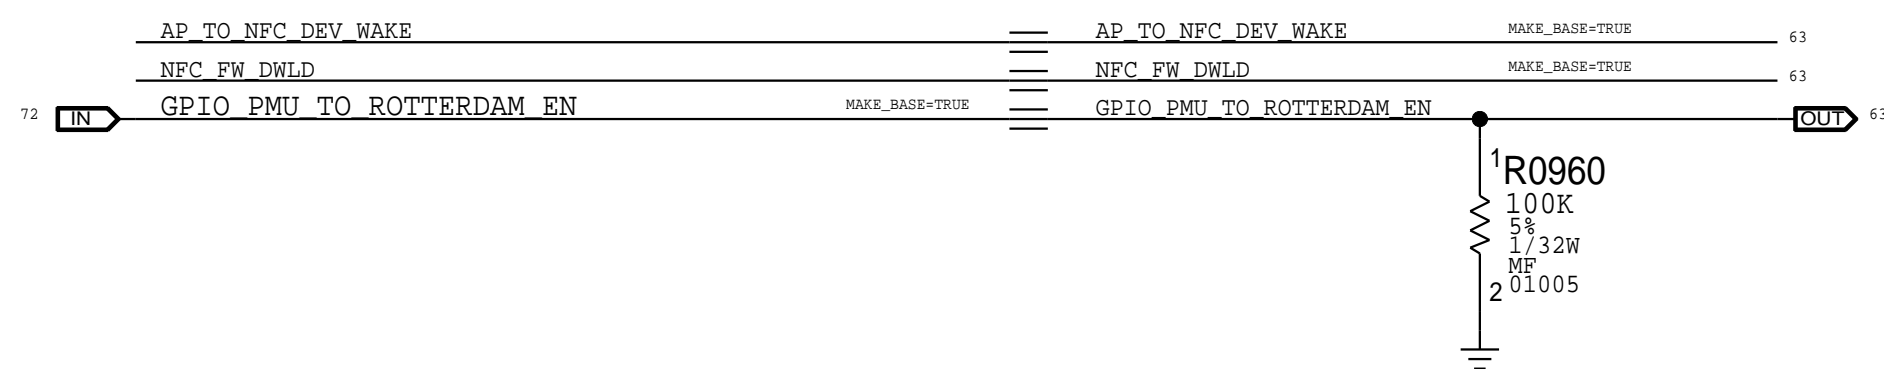 AP_TO_NFC_DEV_WAKE AP_TO_NFC_DEV_WAKE MAKE_BASE=TRUE 63
NFC_FW_DWLD NFC_FW_DWLD MAKE_BASE=TRUE 63
72 IN GPIO_PMU_TO_ROTTERDAM_EN MAKE_BASE=TRUE GPIO_PMU_TO_ROTTERDAM_EN OUT 63
1 R0960
100K
5%
1/32W
MF
2 01005